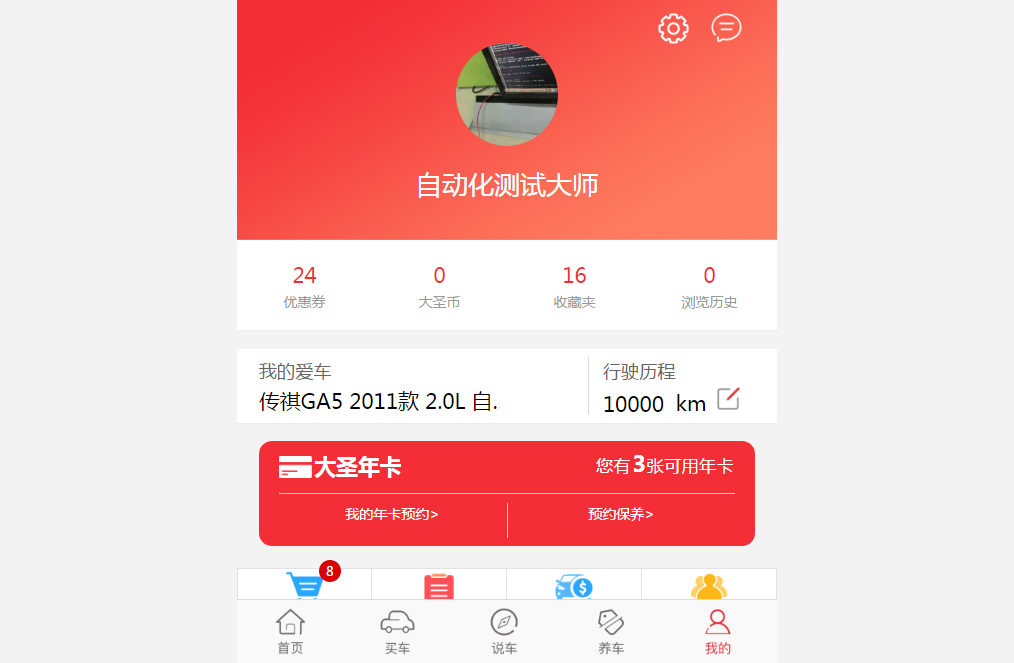 自动化测试大师
24 0 16 0
优惠券 大圣币 收藏夹 浏览历史
我的爱车 行驶历程
传祺GA5 2011款 2.0L 自. 10000 km
大圣年卡 您有3张可用年卡
我的年卡预约> 预约保养>
8
首页 买车 说车 养车 我的